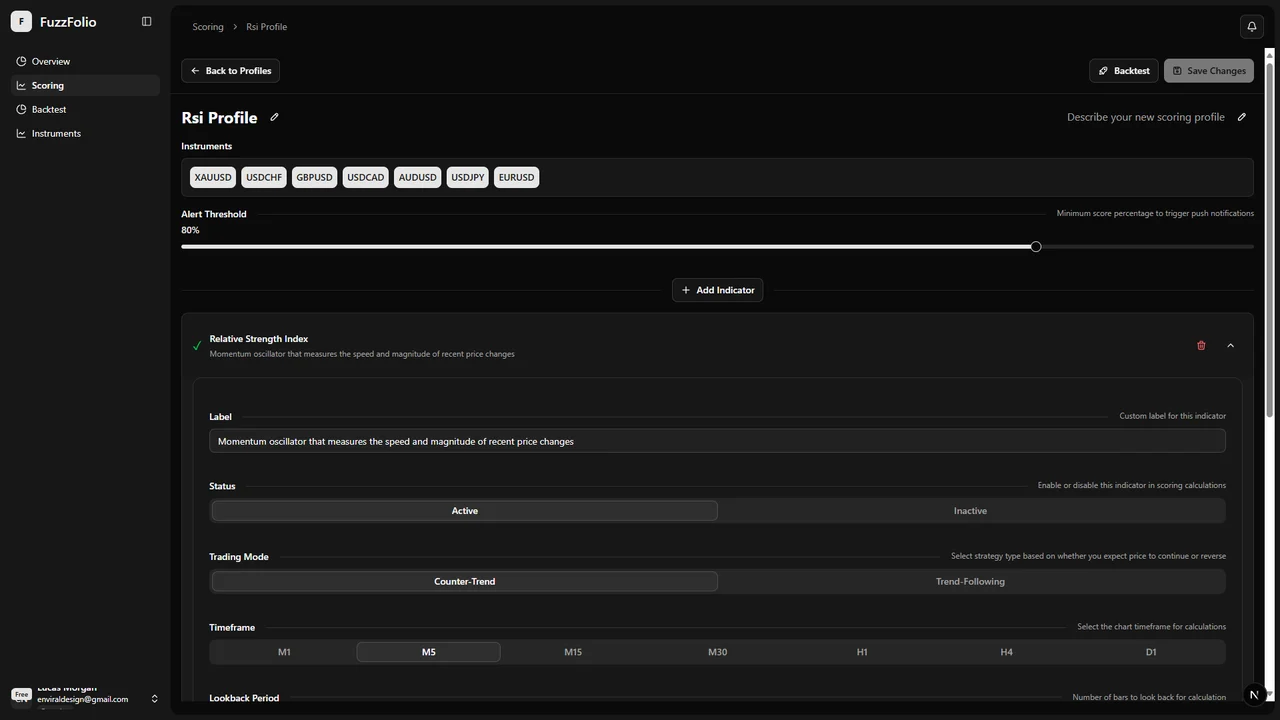 F
FuzzFolio
Overview
Scoring
Backtest
Instruments
Scoring > Rsi Profile
Back to Profiles
Backtest
Save Changes
Rsi Profile
Describe your new scoring profile
Instruments
XAUUSD USDCHF GBPUSD USDCAD AUDUSD USDJPY EURUSD
Alert Threshold
Minimum score percentage to trigger push notifications
80%
Add Indicator
Relative Strength Index
Momentum oscillator that measures the speed and magnitude of recent price changes
Label
Custom label for this indicator
Momentum oscillator that measures the speed and magnitude of recent price changes
Status
Enable or disable this indicator in scoring calculations
Active Inactive
Trading Mode
Select strategy type based on whether you expect price to continue or reverse
Counter-Trend Trend-Following
Timeframe
Select the chart timeframe for calculations
M1 M5 M15 M30 H1 H4 D1
Lookback Period
Number of bars to look back for calculation
Free
Lucas Morgan
enviraldesign@gmail.com
N